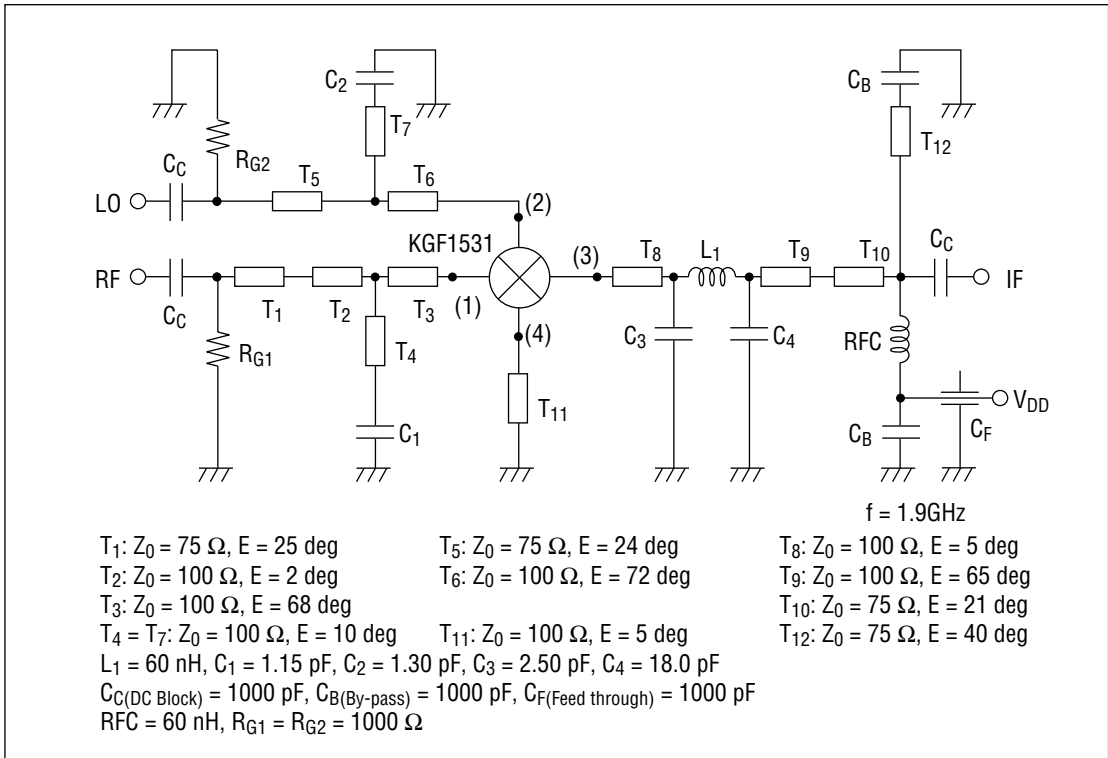 C2
CB
T7
T12
RG2
CC
T5
T6
LO
(2)
KGF1531
(3)
T8
L1
T9
T10
CC
RF
IF
CC
T1
T2
T3
(1)
(4)
C3
C4
RFC
RG1
T4
T11
VDD
C1
CB
CF
f = 1.9GHz
T1: Z0 = 75 Ω, E = 25 deg
T5: Z0 = 75 Ω, E = 24 deg
T8: Z0 = 100 Ω, E = 5 deg
T2: Z0 = 100 Ω, E = 2 deg
T6: Z0 = 100 Ω, E = 72 deg
T9: Z0 = 100 Ω, E = 65 deg
T3: Z0 = 100 Ω, E = 68 deg
T10: Z0 = 75 Ω, E = 21 deg
T4 = T7: Z0 = 100 Ω, E = 10 deg
T11: Z0 = 100 Ω, E = 5 deg
T12: Z0 = 75 Ω, E = 40 deg
L1 = 60 nH, C1 = 1.15 pF, C2 = 1.30 pF, C3 = 2.50 pF, C4 = 18.0 pF
CC(DC Block) = 1000 pF, CB(By-pass) = 1000 pF, CF(Feed through) = 1000 pF
RFC = 60 nH, RG1 = RG2 = 1000 Ω